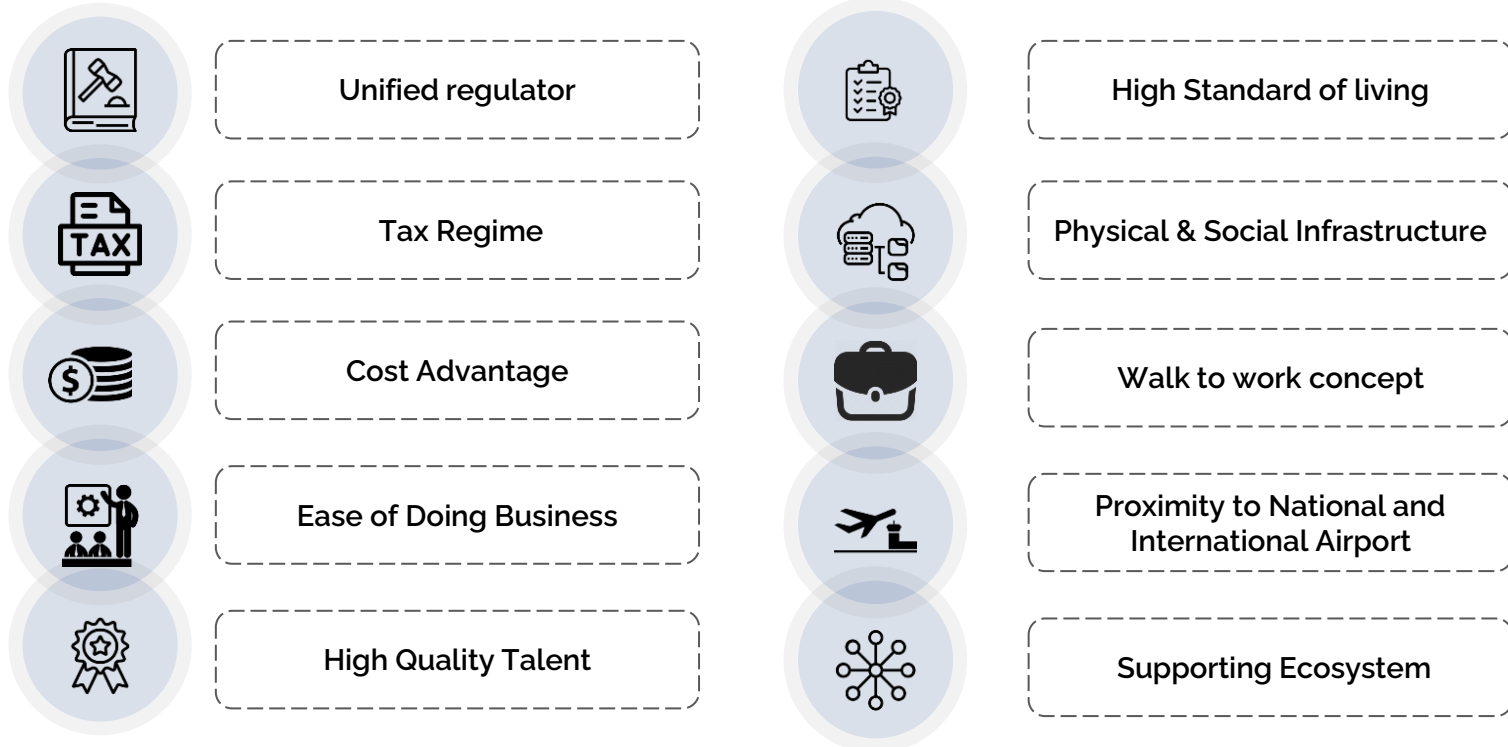 Unified regulator
TAX
Tax Regime
$
Cost Advantage
Ease of Doing Business
High Quality Talent
High Standard of living
Physical & Social Infrastructure
Walk to work concept
Proximity to National and
International Airport
Supporting Ecosystem